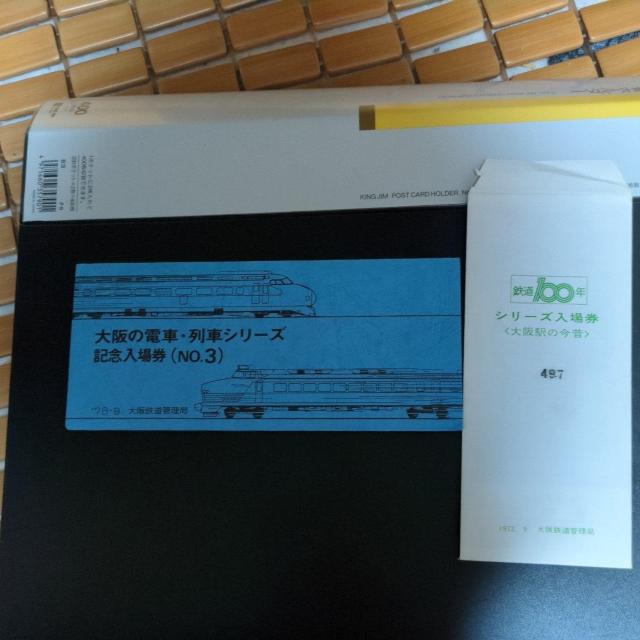 KING JIM POST CARD HOLDER
大阪の電車・列車シリーズ
記念入場券(NO.3)
'78-9. 大阪鉄道管理局
鉄道100年
シリーズ入場券
〈大阪駅の今昔〉
497
1972. 9 大阪鉄道管理局